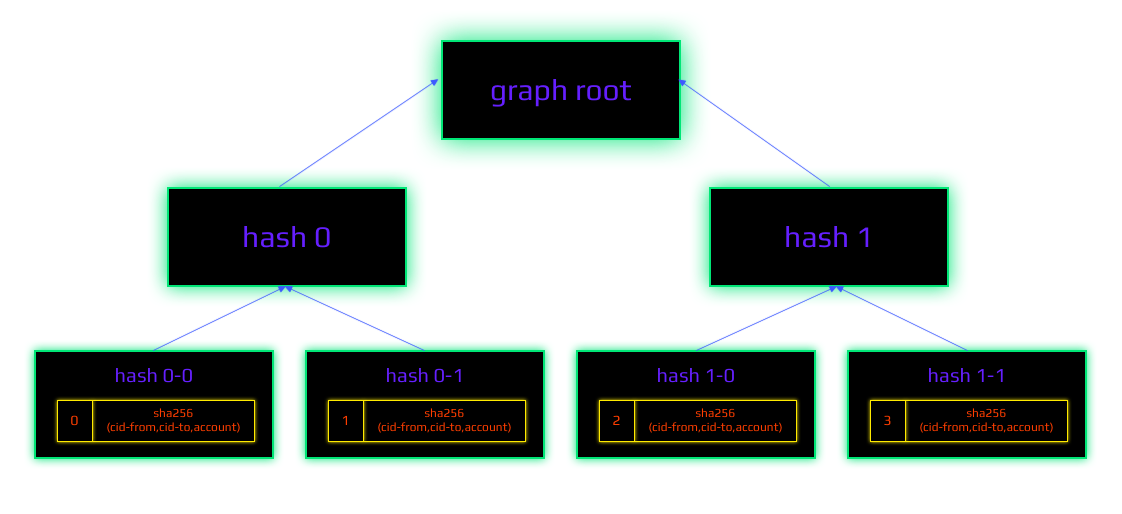 graph root
hash 0
hash 1
hash 0-0
0
sha256
(cid-from,cid-to,account)
hash 0-1
1
sha256
(cid-from,cid-to,account)
hash 1-0
2
sha256
(cid-from,cid-to,account)
hash 1-1
3
sha256
(cid-from,cid-to,account)